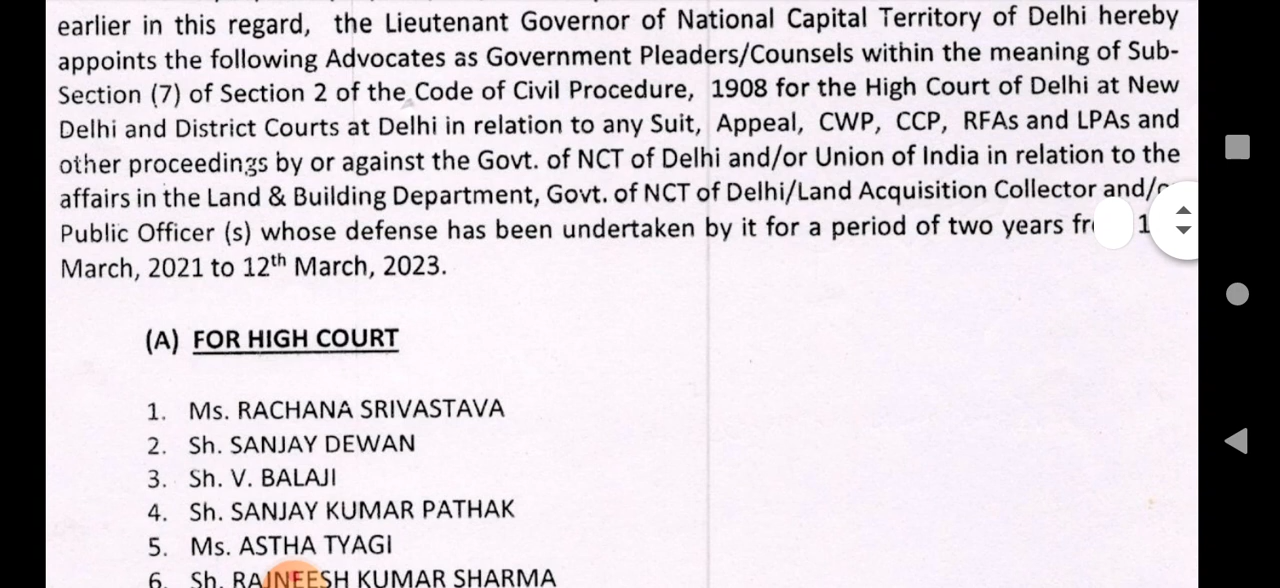 earlier in this regard, the Lieutenant Governor of National Capital Territory of Delhi hereby
appoints the following Advocates as Government Pleaders/Counsels within the meaning of Sub-
Section (7) of Section 2 of the Code of Civil Procedure, 1908 for the High Court of Delhi at New
Delhi and District Courts at Delhi in relation to any Suit, Appeal, CWP, CCP, RFAs and LPAs and
other proceedings by or against the Govt. of NCT of Delhi and/or Union of India in relation to the
affairs in the Land & Building Department, Govt. of NCT of Delhi/Land Acquisition Collector
Public Officer (s) whose defense has been undertaken by it for a period of two years
March, 2021 to 12th March, 2023.
(A) FOR HIGH COURT
1. Ms. RACHANA SRIVASTAVA
2. Sh. SANJAY DEWAN
3. Sh. V. BALAJI
4. Sh. SANJAY KUMAR PATHAK
5. Ms. ASTHA TYAGI
6. Sh. RAJNEESH KUMAR SHARMA